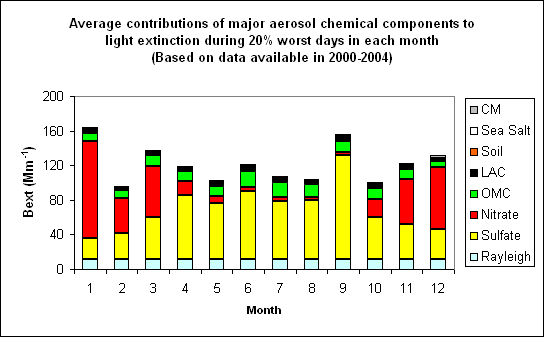 Average contributions of major aerosol chemical components to
light extinction during 20% worst days in each month
(Based on data available in 2000-2004)
200
160
120
80
40
0
Bext (Mm-1)
1 2 3 4 5 6 7 8 9 10 11 12
Month
CM
Sea Salt
Soil
LAC
OMC
Nitrate
Sulfate
Rayleigh